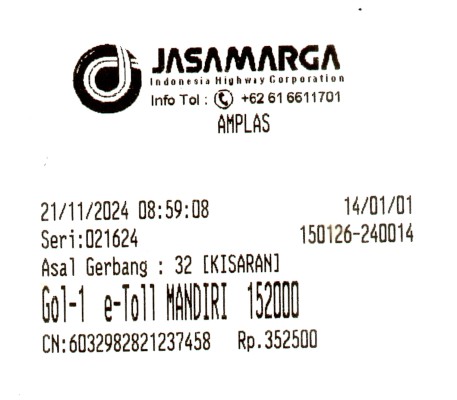 JASAMARGA
Indonesia Highway Corporation
Info Tol : +62 61 6611701
AMPLAS
21/11/2024 08:59:08 14/01/01
Seri:021624 150126-240014
Asal Gerbang : 32 [KISARAN]
Gol-1 e-Toll MANDIRI 152000
CN:6032982821237458 Rp.352500